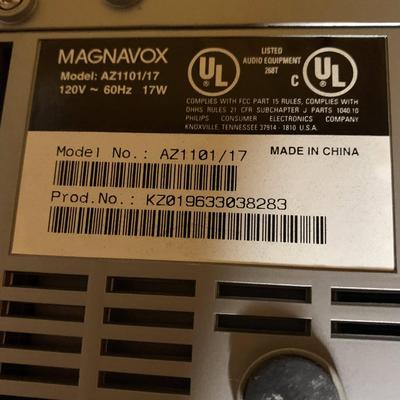 MAGNAVOX
Model: AZ1101/17
120V ~ 60Hz 17W
UL
LISTED
AUDIO EQUIPMENT
268T
C UL
COMPLIES WITH FCC PART 15 RULES, COMPLIES WITH
DHHS RULES 21 CFR SUBCHAPTER J PARTS 1040.10
PHILIPS CONSUMER ELECTRONICS COMPANY
KNOXVILLE, TENNESSEE 37914 - 1810 U.S.A.
Model No.: AZ1101/17
MADE IN CHINA
Prod.No.: KZ019633038283